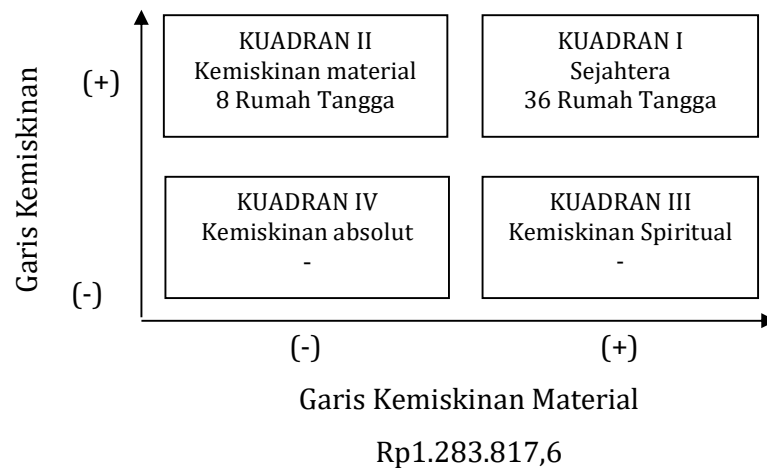 Garis Kemiskinan
(+)
(-)
KUADRAN II
Kemiskinan material
8 Rumah Tangga
KUADRAN I
Sejahtera
36 Rumah Tangga
KUADRAN IV
Kemiskinan absolut
-
KUADRAN III
Kemiskinan Spiritual
-
(-)
(+)
Garis Kemiskinan Material
Rp1.283.817,6